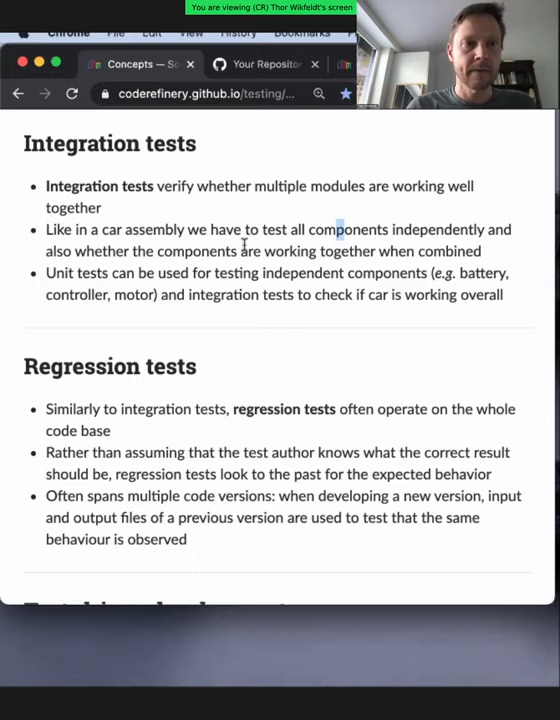 You are viewing (CR) Thor Wikfeldt's screen
Chrome File Edit View History Bookmarks
Concepts — So
Your Reposito
coderefinery.github.io/testing/...
Integration tests
• Integration tests verify whether multiple modules are working well
together
• Like in a car assembly we have to test all components independently and
also whether the components are working together when combined
• Unit tests can be used for testing independent components (e.g. battery,
controller, motor) and integration tests to check if car is working overall
Regression tests
• Similarly to integration tests, regression tests often operate on the whole
code base
• Rather than assuming that the test author knows what the correct result
should be, regression tests look to the past for the expected behavior
• Often spans multiple code versions: when developing a new version, input
and output files of a previous version are used to test that the same
behaviour is observed